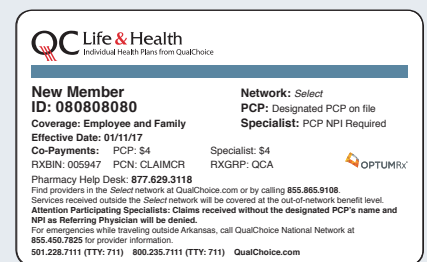 QC Life & Health
Individual Health Plans from QualChoice
New Member
ID: 080808080
Coverage: Employee and Family
Effective Date: 01/11/17
Network: Select
PCP: Designated PCP on file
Specialist: PCP NPI Required
Co-Payments: PCP: $4 Specialist: $4
RXBIN: 005947 PCN: CLAIMCR RXGRP: QCA
OPTUMRx
Pharmacy Help Desk: 877.629.3118
Find providers in the Select network at QualChoice.com or by calling 855.865.9108.
Services received outside the Select network will be covered at the out-of-network benefit level.
Attention Participating Specialists: Claims received without the designated PCP's name and
NPI as Referring Physician will be denied.
For emergencies while traveling outside Arkansas, call QualChoice National Network at
855.450.7825 for provider information.
501.228.7111 (TTY: 711) 800.235.7111 (TTY: 711) QualChoice.com